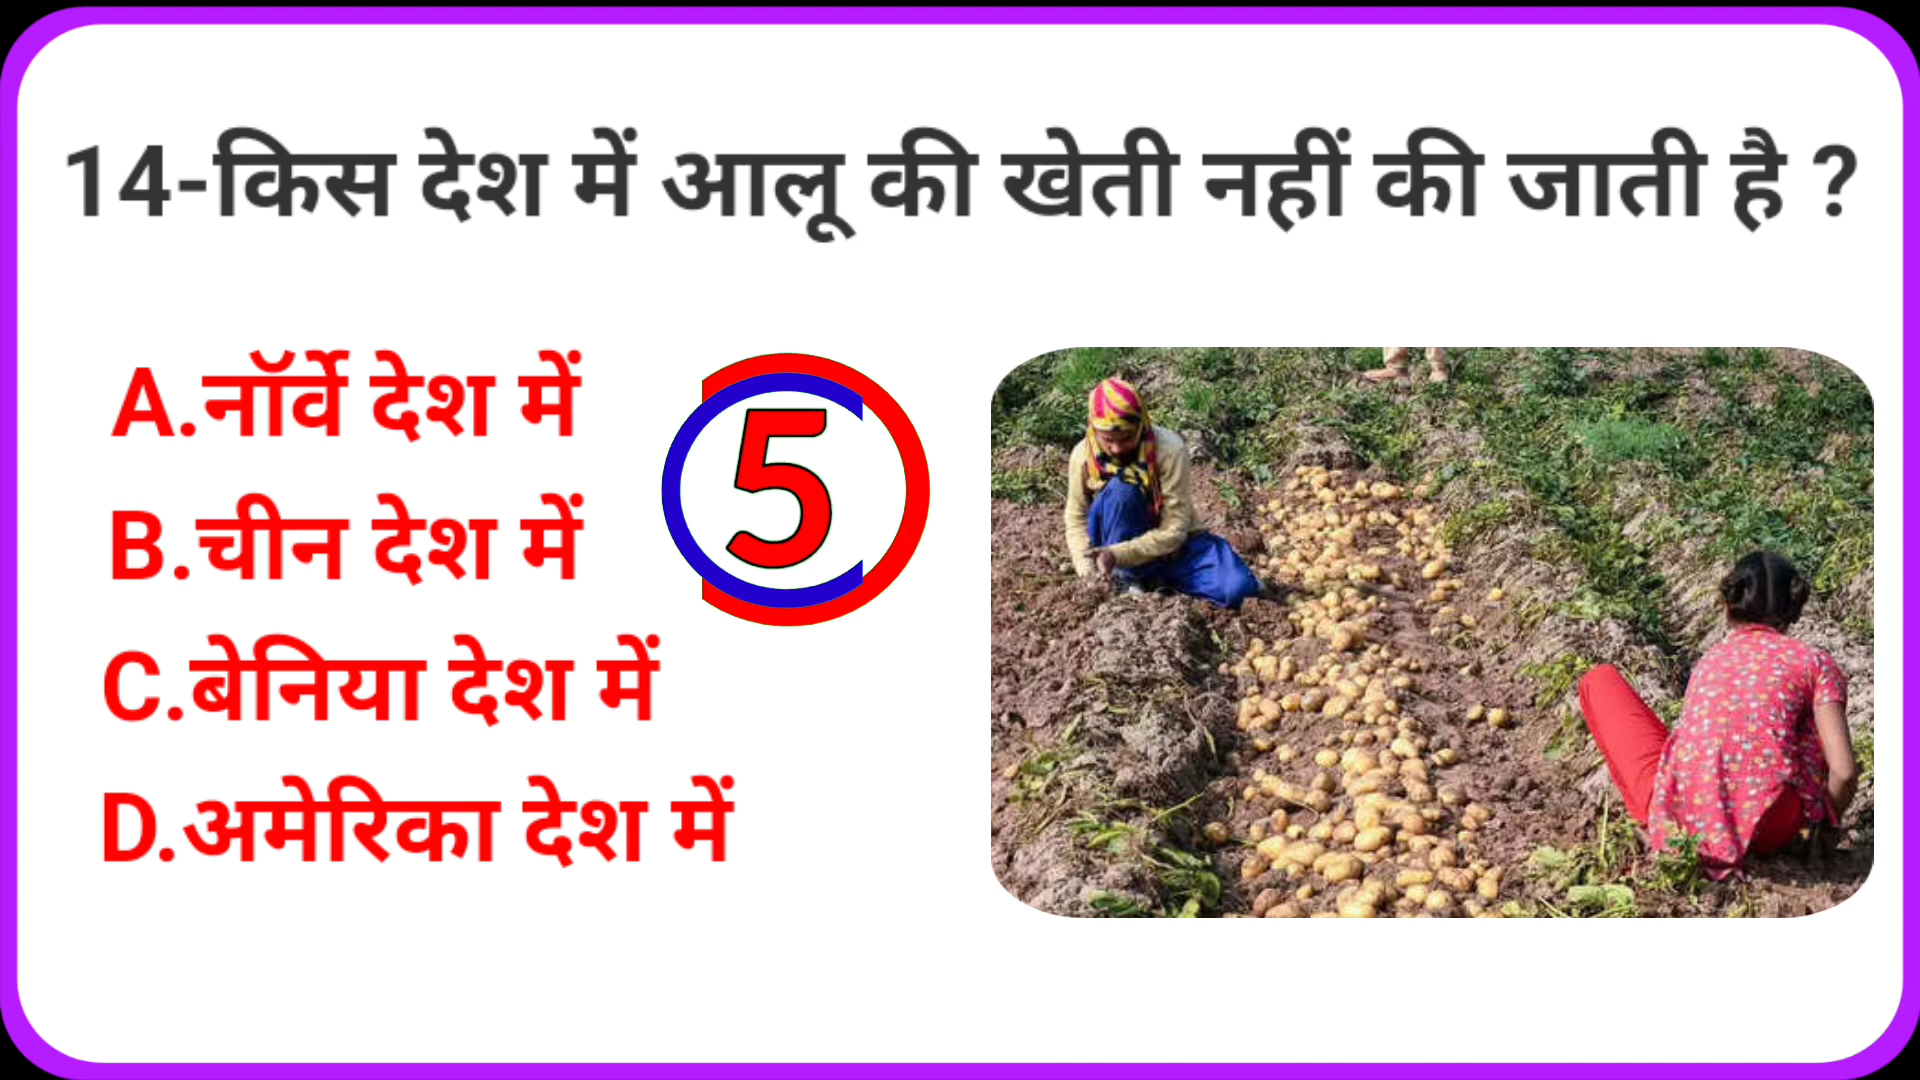 14-किस देश में आलू की खेती नहीं की जाती है ?
A.नॉर्वे देश में
5
B.चीन देश में
C.बेनिया देश में
D.अमेरिका देश में